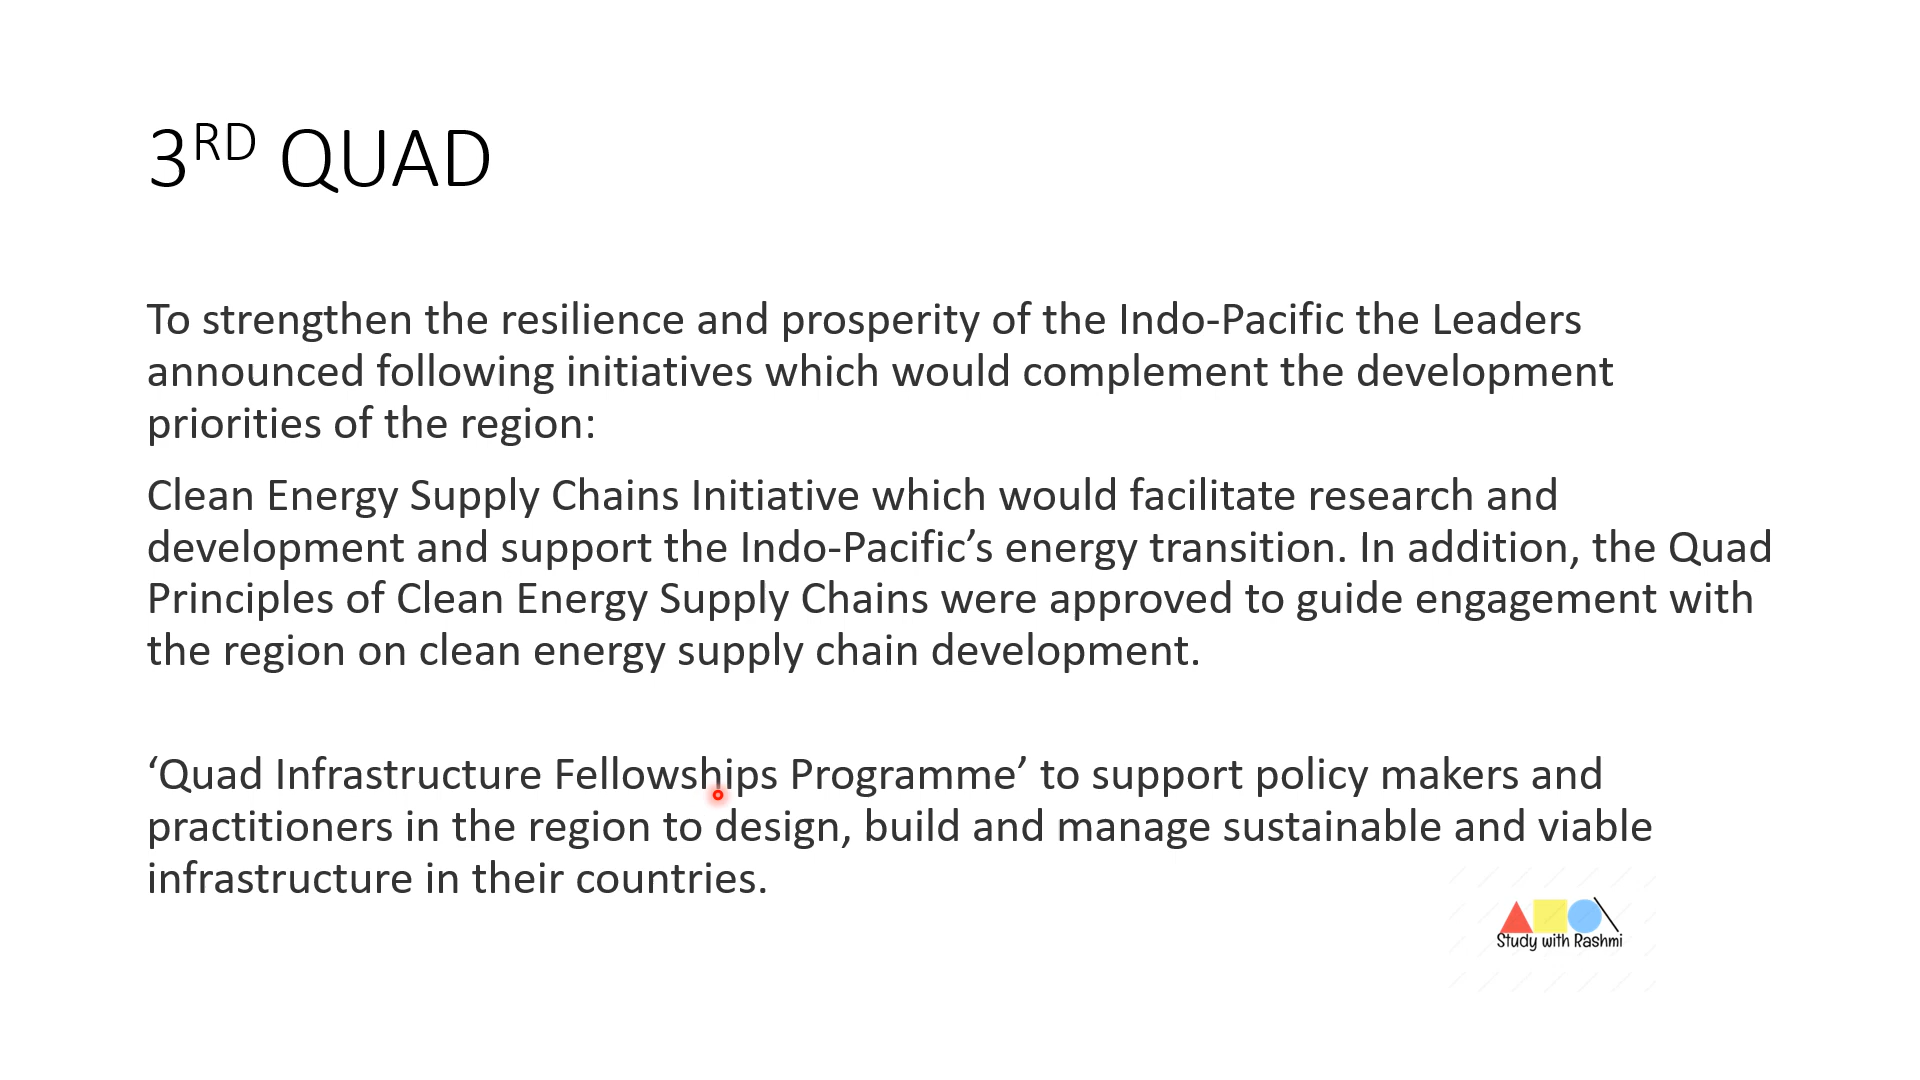 3RD QUAD
To strengthen the resilience and prosperity of the Indo-Pacific the Leaders
announced following initiatives which would complement the development
priorities of the region:
Clean Energy Supply Chains Initiative which would facilitate research and
development and support the Indo-Pacific’s energy transition. In addition, the Quad
Principles of Clean Energy Supply Chains were approved to guide engagement with
the region on clean energy supply chain development.
‘Quad Infrastructure Fellowships Programme’ to support policy makers and
practitioners in the region to design, build and manage sustainable and viable
infrastructure in their countries.
Study with Rashmi